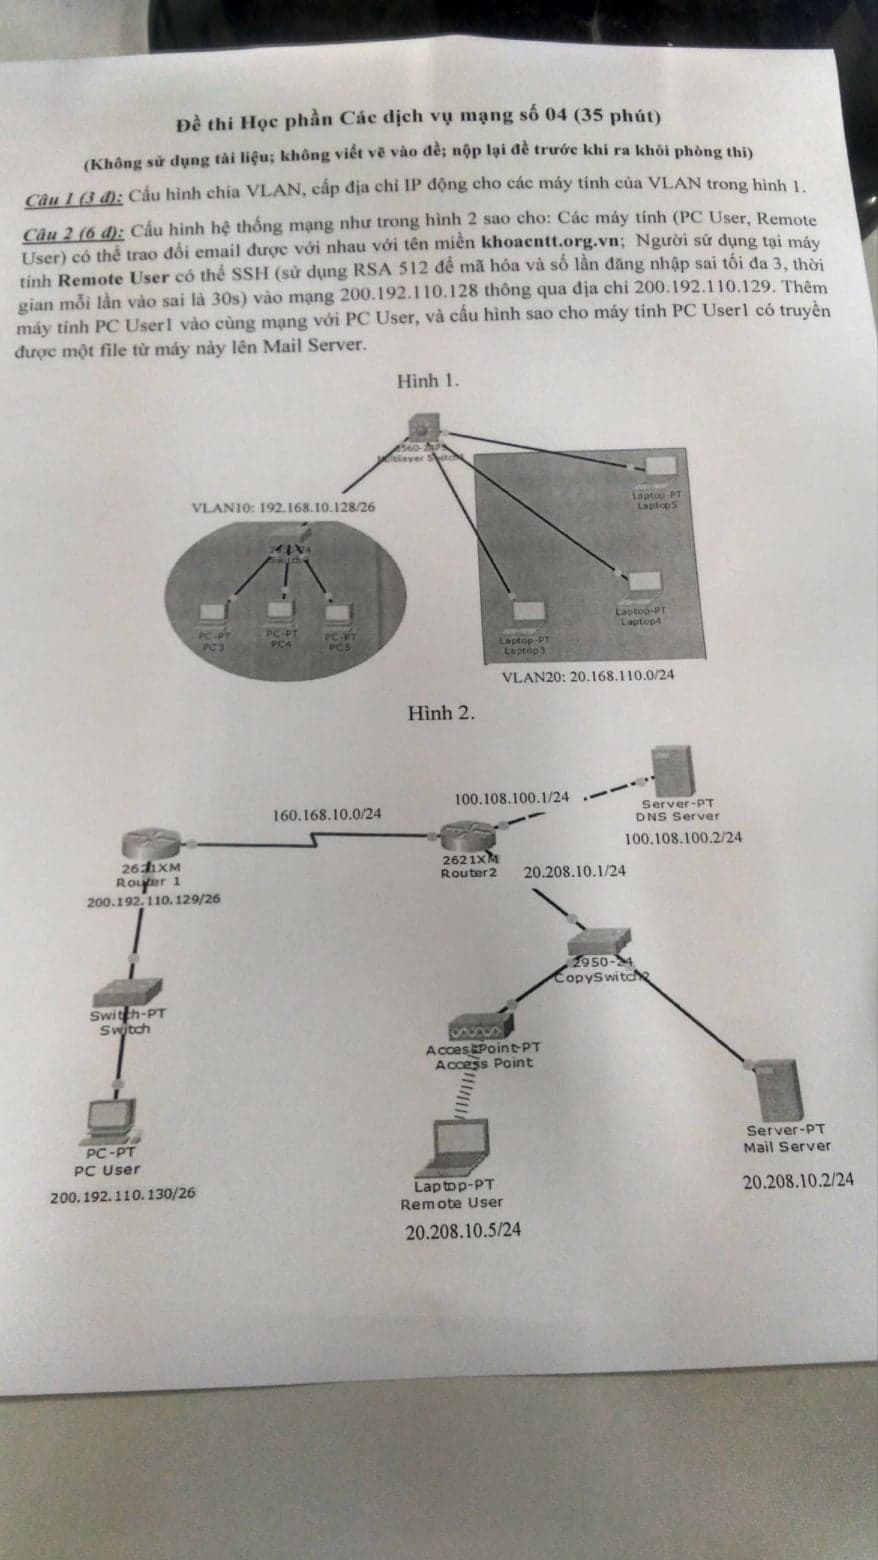 Đề thi Học phần Các dịch vụ mạng số 04 (35 phút)
(Không sử dụng tài liệu; không viết vẽ vào đề; nộp lại đề trước khi ra khỏi phòng thi)
Câu 1 (3 đ): Cấu hình chia VLAN, cấp địa chỉ IP động cho các máy tính của VLAN trong hình 1.
Câu 2 (6 đ): Cấu hình hệ thống mạng như trong hình 2 sao cho: Các máy tính (PC User, Remote
User) có thể trao đổi email được với nhau với tên miền khoacntt.org.vn; Người sử dụng tại máy
tính Remote User có thể SSH (sử dụng RSA 512 để mã hóa và số lần đăng nhập sai tối đa 3, thời
gian mỗi lần vào sai là 30s) vào mạng 200.192.110.128 thông qua địa chỉ 200.192.110.129. Thêm
máy tính PC User1 vào cùng mạng với PC User, và cấu hình sao cho máy tính PC User1 có truyền
được một file từ máy này lên Mail Server.
Hình 1.
Laptop-PT
Laptop5
VLAN10: 192.168.10.128/26
Laptop-PT
Laptop4
PC-PT
PC3
PC-PT
PC4
PC-PT
PC5
Laptop-PT
Laptop3
VLAN20: 20.168.110.0/24
Hình 2.
100.108.100.1/24
Server-PT
DNS Server
100.108.100.2/24
160.168.10.0/24
2621XM
Router 1
200.192.110.129/26
2621XM
Router2
20.208.10.1/24
2950-24
CopySwitch2
Switch-PT
Switch
AccessPoint-PT
Access Point
PC-PT
PC User
200.192.110.130/26
Laptop-PT
Remote User
20.208.10.5/24
Server-PT
Mail Server
20.208.10.2/24